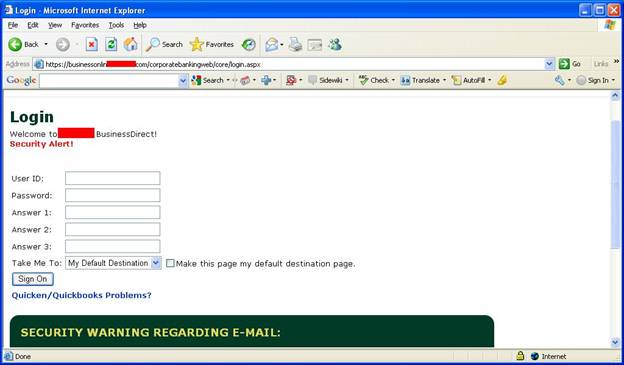 Login - Microsoft Internet Explorer
File Edit View Favorites Tools Help
Back Search Favorites
Address https://businessonlin .com/corporatebankingweb/core/login.aspx Go Links »
Google Search Sidewiki Check Translate AutoFill Sign In
Login
Welcome to BusinessDirect!
Security Alert!
User ID:
Password:
Answer 1:
Answer 2:
Answer 3:
Take Me To: My Default Destination Make this page my default destination page.
Sign On
Quicken/Quickbooks Problems?
SECURITY WARNING REGARDING E-MAIL:
Done Internet